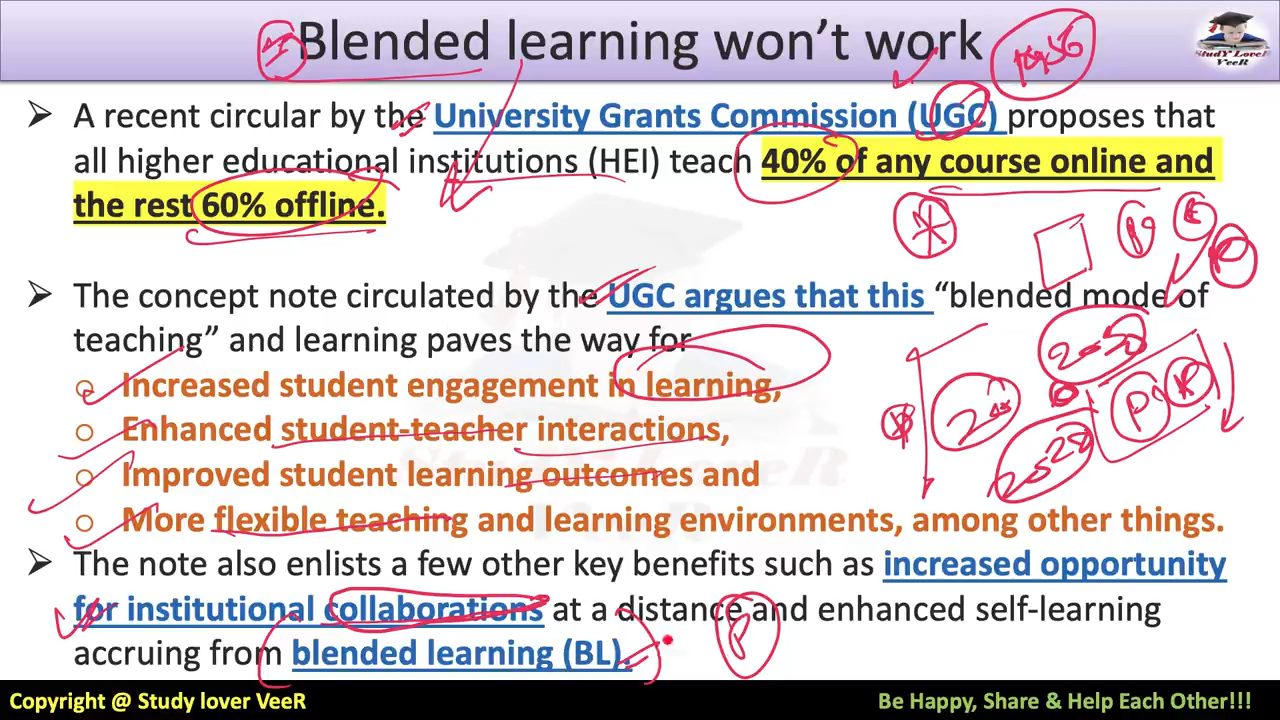 Blended learning won't work
StudY LoveR
VeeR
1956
➢ A recent circular by the University Grants Commission (UGC) proposes that
all higher educational institutions (HEI) teach 40% of any course online and
the rest 60% offline.
➢ The concept note circulated by the UGC argues that this “blended mode of
teaching” and learning paves the way for
o Increased student engagement in learning,
o Enhanced student-teacher interactions,
o Improved student learning outcomes and
o More flexible teaching and learning environments, among other things.
➢ The note also enlists a few other key benefits such as increased opportunity
for institutional collaborations at a distance and enhanced self-learning
accruing from blended learning (BL).
P
Copyright @ Study lover VeeR
Be Happy, Share & Help Each Other!!!